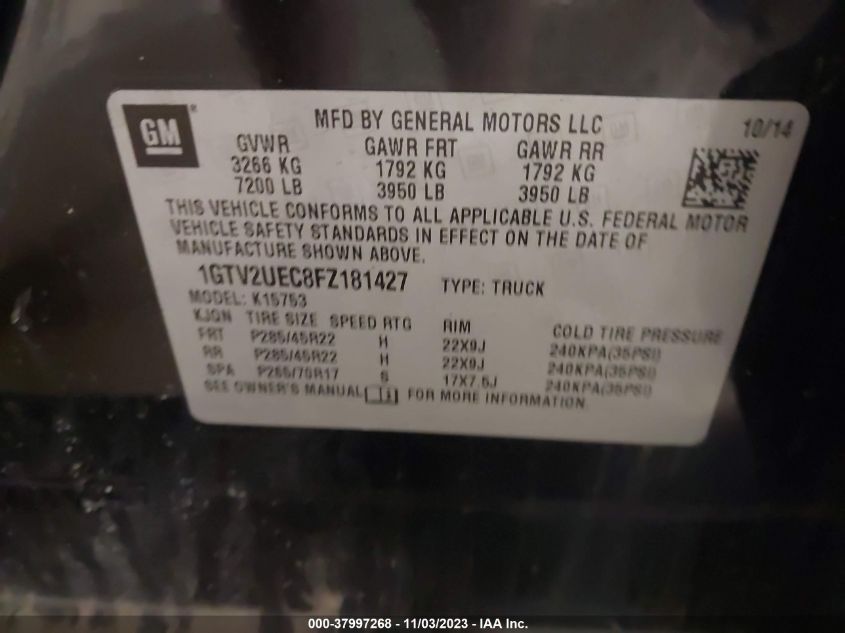 GM ®
MFD BY GENERAL MOTORS LLC 10/14
GVWR GAWR FRT GAWR RR
3266 KG 1792 KG 1792 KG
7200 LB 3950 LB 3950 LB
THIS VEHICLE CONFORMS TO ALL APPLICABLE U.S. FEDERAL MOTOR
VEHICLE SAFETY STANDARDS IN EFFECT ON THE DATE OF
MANUFACTURE SHOWN ABOVE.
1GTV2UEC8FZ181427 TYPE: TRUCK
MODEL: K15753
KJQN TIRE SIZE SPEED RTG RIM COLD TIRE PRESSURE
FRT P285/45R22 H 22X9J 240KPA(35PSI)
RR P285/45R22 H 22X9J 240KPA(35PSI)
SPA P265/70R17 S 17X7.5J 240KPA(35PSI)
SEE OWNER'S MANUAL FOR MORE INFORMATION.
000-37997268 - 11/03/2023 - IAA Inc.